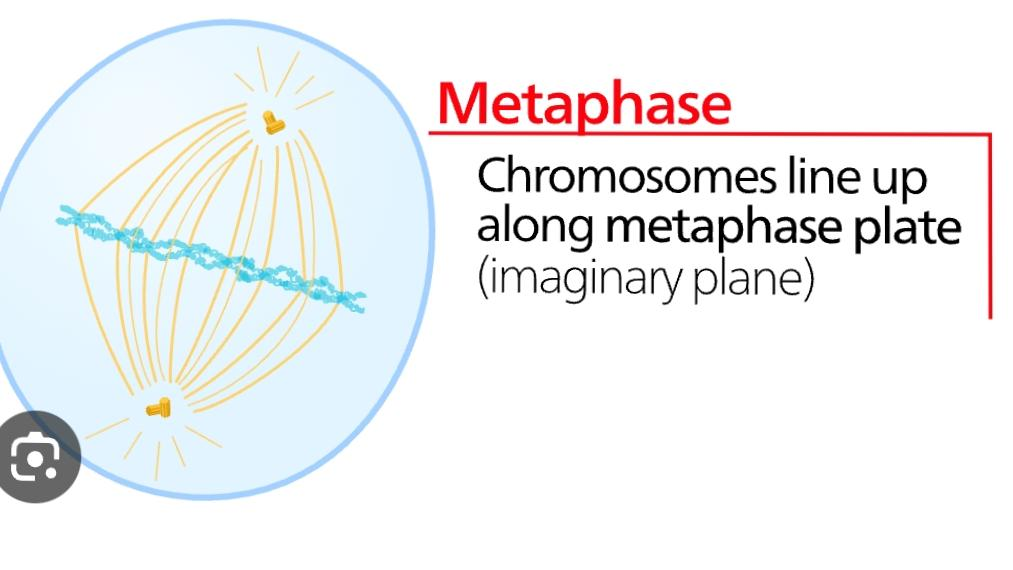 Metaphase
Chromosomes line up
along metaphase plate
(imaginary plane)